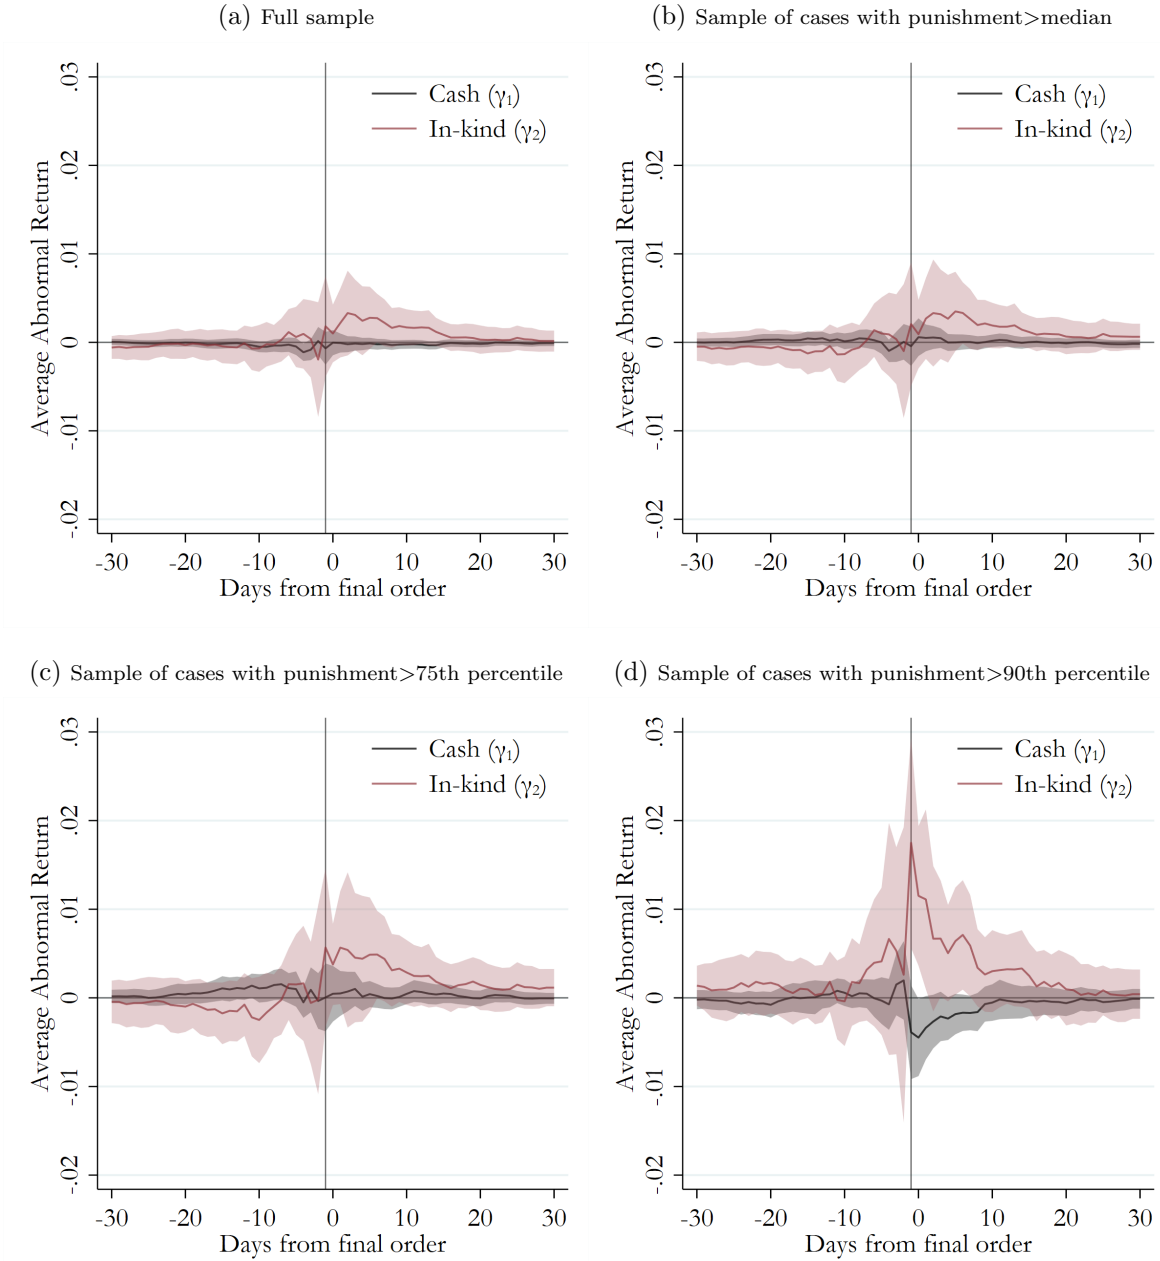 (a) Full sample
Average Abnormal Return
.03
.02
.01
0
-.01
-.02
Cash (γ₁)
In-kind (γ₂)
-30 -20 -10 0 10 20 30
Days from final order
(b) Sample of cases with punishment>median
Average Abnormal Return
.03
.02
.01
0
-.01
-.02
Cash (γ₁)
In-kind (γ₂)
-30 -20 -10 0 10 20 30
Days from final order
(c) Sample of cases with punishment>75th percentile
Average Abnormal Return
.03
.02
.01
0
-.01
-.02
Cash (γ₁)
In-kind (γ₂)
-30 -20 -10 0 10 20 30
Days from final order
(d) Sample of cases with punishment>90th percentile
Average Abnormal Return
.03
.02
.01
0
-.01
-.02
Cash (γ₁)
In-kind (γ₂)
-30 -20 -10 0 10 20 30
Days from final order